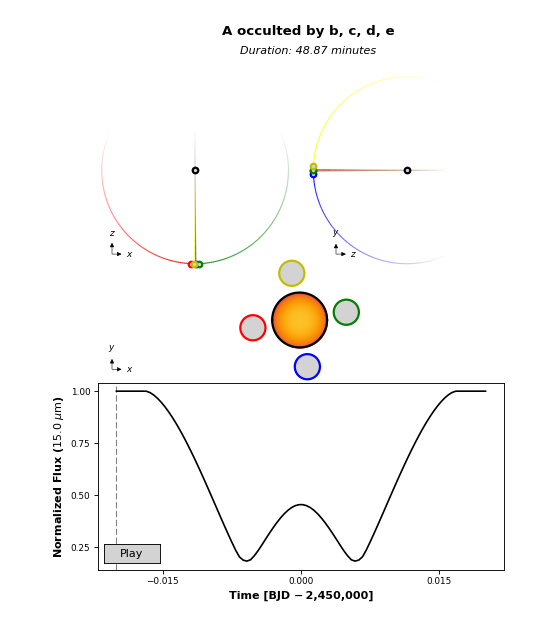 A occulted by b, c, d, e
Duration: 48.87 minutes
z
x
y
z
y
x
Normalized Flux (15.0 μm)
1.00
0.75
0.50
0.25
Play
−0.015
0.000
0.015
Time [BJD − 2,450,000]